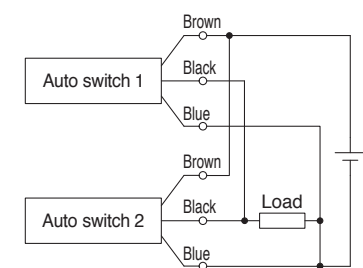 Brown
Auto switch 1
Black
Blue
Brown
Auto switch 2
Black
Load
Blue